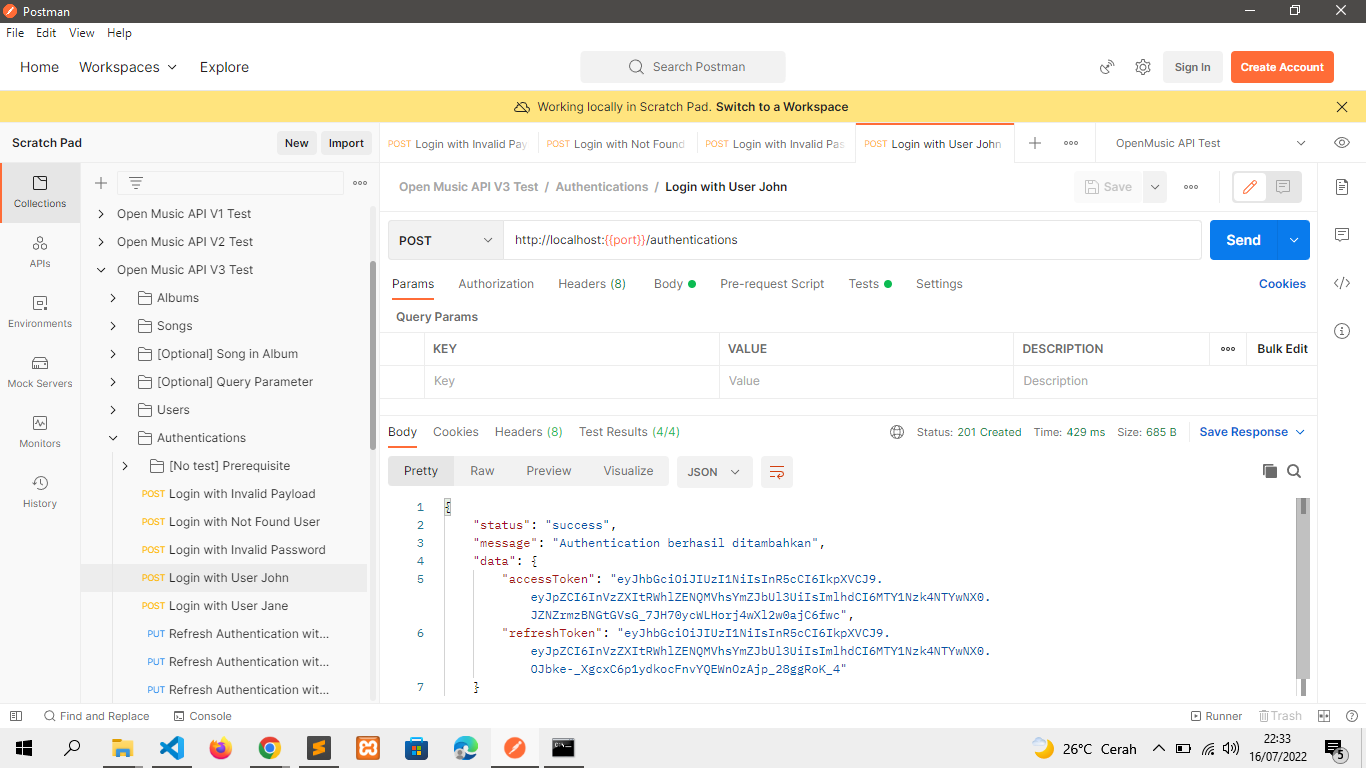 Postman
File Edit View Help
Home Workspaces Explore Search Postman Sign In Create Account
Working locally in Scratch Pad. Switch to a Workspace
Scratch Pad New Import
POST Login with Invalid Pay POST Login with Not Found POST Login with Invalid Pas POST Login with User John OpenMusic API Test
Collections
APIs
Environments
Mock Servers
Monitors
History
Open Music API V1 Test
Open Music API V2 Test
Open Music API V3 Test
Albums
Songs
[Optional] Song in Album
[Optional] Query Parameter
Users
Authentications
[No test] Prerequisite
POST Login with Invalid Payload
POST Login with Not Found User
POST Login with Invalid Password
POST Login with User John
POST Login with User Jane
PUT Refresh Authentication wit...
PUT Refresh Authentication wit...
PUT Refresh Authentication wit...
Open Music API V3 Test / Authentications / Login with User John Save
POST http://localhost:{{port}}/authentications Send
Params Authorization Headers (8) Body Pre-request Script Tests Settings Cookies
Query Params
KEY VALUE DESCRIPTION Bulk Edit
Key Value Description
Body Cookies Headers (8) Test Results (4/4) Status: 201 Created Time: 429 ms Size: 685 B Save Response
Pretty Raw Preview Visualize JSON
1 {
2 "status": "success",
3 "message": "Authentication berhasil ditambahkan",
4 "data": {
5 "accessToken": "eyJhbGciOiJIUzI1NiIsInR5cCI6IkpXVCJ9.
eyJpZCI6InVzZXItRWhlZENQMVhsYmZJbUl3UiIsImlhdCI6MTY1Nzk4NTYwNX0.
JZNZrmzBNGtGVsG_7JH70ycWLHorj4wXl2w0ajC6fwc",
6 "refreshToken": "eyJhbGciOiJIUzI1NiIsInR5cCI6IkpXVCJ9.
eyJpZCI6InVzZXItRWhlZENQMVhsYmZJbUl3UiIsImlhdCI6MTY1Nzk4NTYwNX0.
OJbke-_XgcxC6p1ydkocFnvYQEWnOzAjp_28ggRoK_4"
7 }
Find and Replace Console Runner Trash
26°C Cerah 22:33
16/07/2022 5